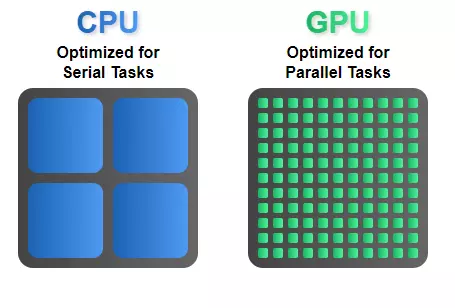 CPU
Optimized for
Serial Tasks
GPU
Optimized for
Parallel Tasks